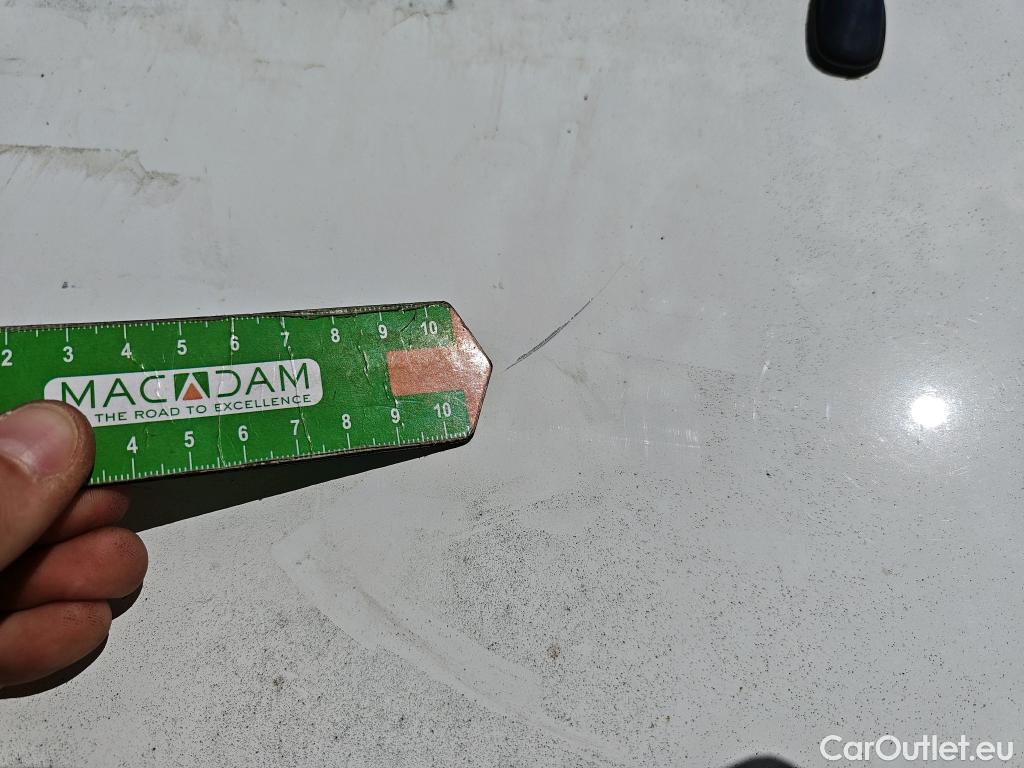 2 3 4 5 6 7 8 9 10
MACADAM
THE ROAD TO EXCELLENCE
4 5 6 7 8 9 10
CarOutlet.eu